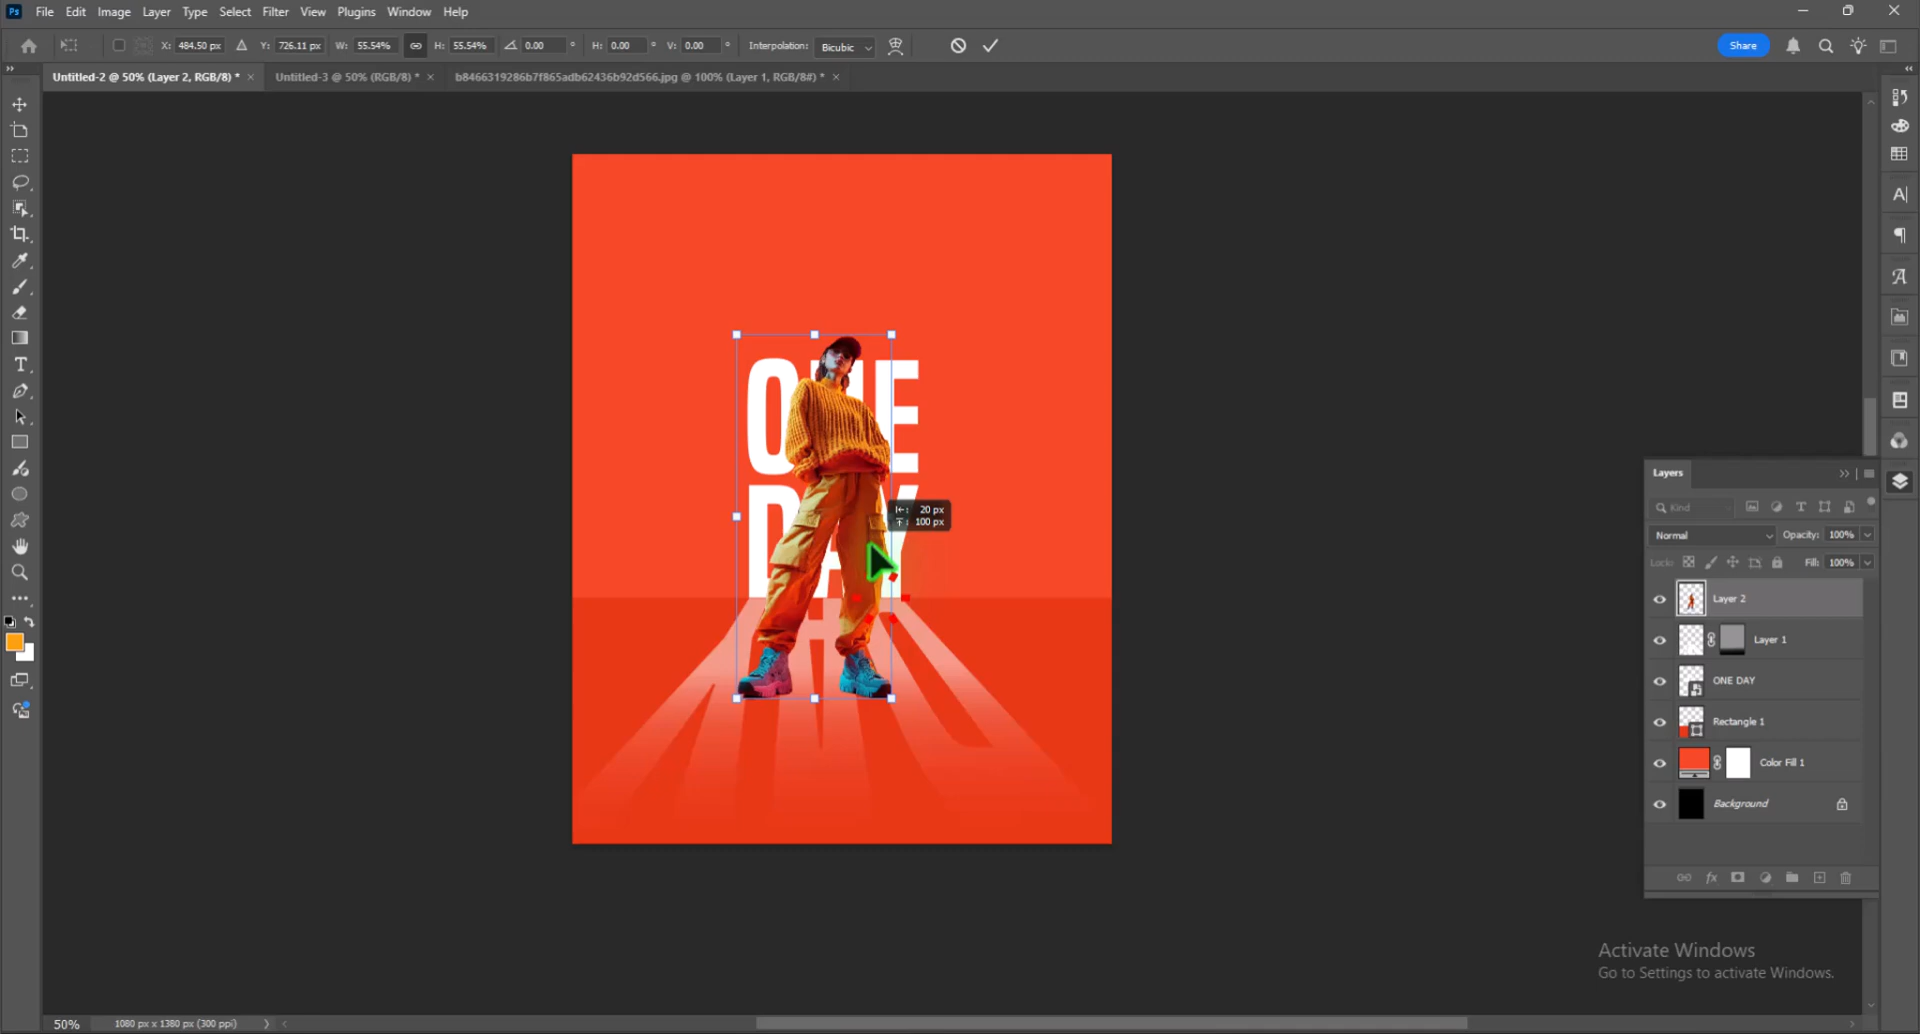 Ps File Edit Image Layer Type Select Filter View Plugins Window Help
X: 484.50 px Y: 726.11 px W: 55.54% H: 55.54% 0.00 ° H: 0.00 ° V: 0.00 ° Interpolation: Bicubic Share
Untitled-2 @ 50% (Layer 2, RGB/8) * × Untitled-3 @ 50% (RGB/8) * × b8466319286b7f865adb62436b92d566.jpg @ 100% (Layer 1, RGB/8#) * ×
ONE
DAY
20 px
100 px
Layers
Kind
Normal Opacity: 100%
Lock: Fill: 100%
Layer 2
Layer 1
ONE DAY
Rectangle 1
Color Fill 1
Background
Activate Windows
Go to Settings to activate Windows.
50% 1080 px x 1380 px (300 ppi)